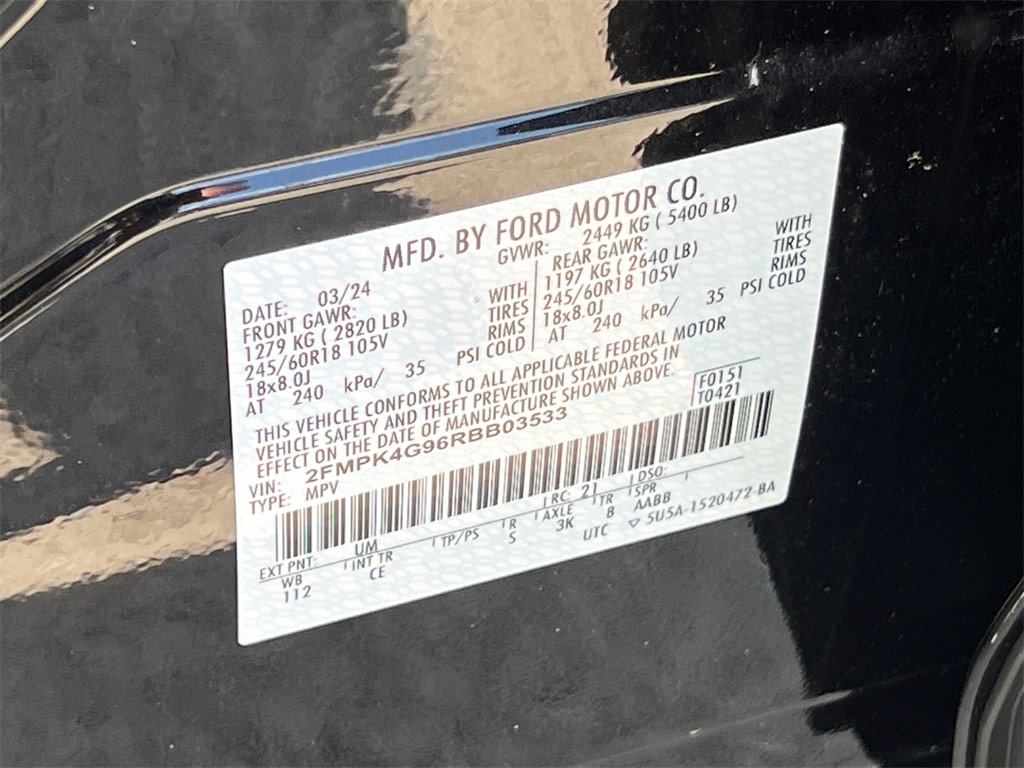 MFD. BY FORD MOTOR CO.
DATE: 03/24
GVWR: 2449 KG ( 5400 LB)
FRONT GAWR: WITH
1279 KG ( 2820 LB) TIRES
245/60R18 105V RIMS
18x8.0J PSI COLD
AT 240 kPa/ 35
REAR GAWR: WITH
1197 KG ( 2640 LB) TIRES
245/60R18 105V RIMS
18x8.0J PSI COLD
AT 240 kPa/ 35
THIS VEHICLE CONFORMS TO ALL APPLICABLE FEDERAL MOTOR
VEHICLE SAFETY AND THEFT PREVENTION STANDARDS IN
EFFECT ON THE DATE OF MANUFACTURE SHOWN ABOVE.
F0151
T0421
VIN: 2FMPK4G96RBB03533
TYPE: MPV
EXT PNT: UM RC: 21 DSO:
WB INT TR TP/PS R AXLE TR SPR
112 CE S 3K B AABB
UTC ▽ 5U5A-1520472-BA